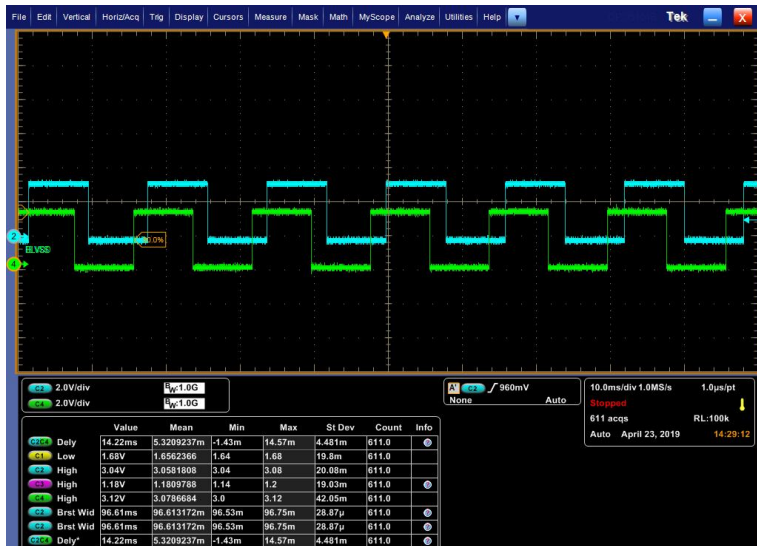 File Edit Vertical Horiz/Acq Trig Display Cursors Measure Mask Math MyScope Analyze Utilities Help Tek X
2
50.0%
ELVSS
4
C2 2.0V/div BW:1.0G
C4 2.0V/div BW:1.0G
A' C2 960mV
None Auto
10.0ms/div 1.0MS/s 1.0µs/pt
Stopped
611 acqs RL:100k
Auto April 23, 2019 14:29:12
Value Mean Min Max St Dev Count Info
C2C4 Dely 14.22ms 5.3209237m -1.43m 14.57m 4.481m 611.0
C1 Low 1.68V 1.6562366 1.64 1.68 19.8m 611.0
C2 High 3.04V 3.0581808 3.04 3.08 20.08m 611.0
C3 High 1.18V 1.1809788 1.14 1.2 19.03m 611.0
C4 High 3.12V 3.0786684 3.0 3.12 42.05m 611.0
C2 Brst Wid 96.61ms 96.613172m 96.53m 96.75m 28.87µ 611.0
C2 Brst Wid 96.61ms 96.613172m 96.53m 96.75m 28.87µ 611.0
C2C4 Dely* 14.22ms 5.3209237m -1.43m 14.57m 4.481m 611.0